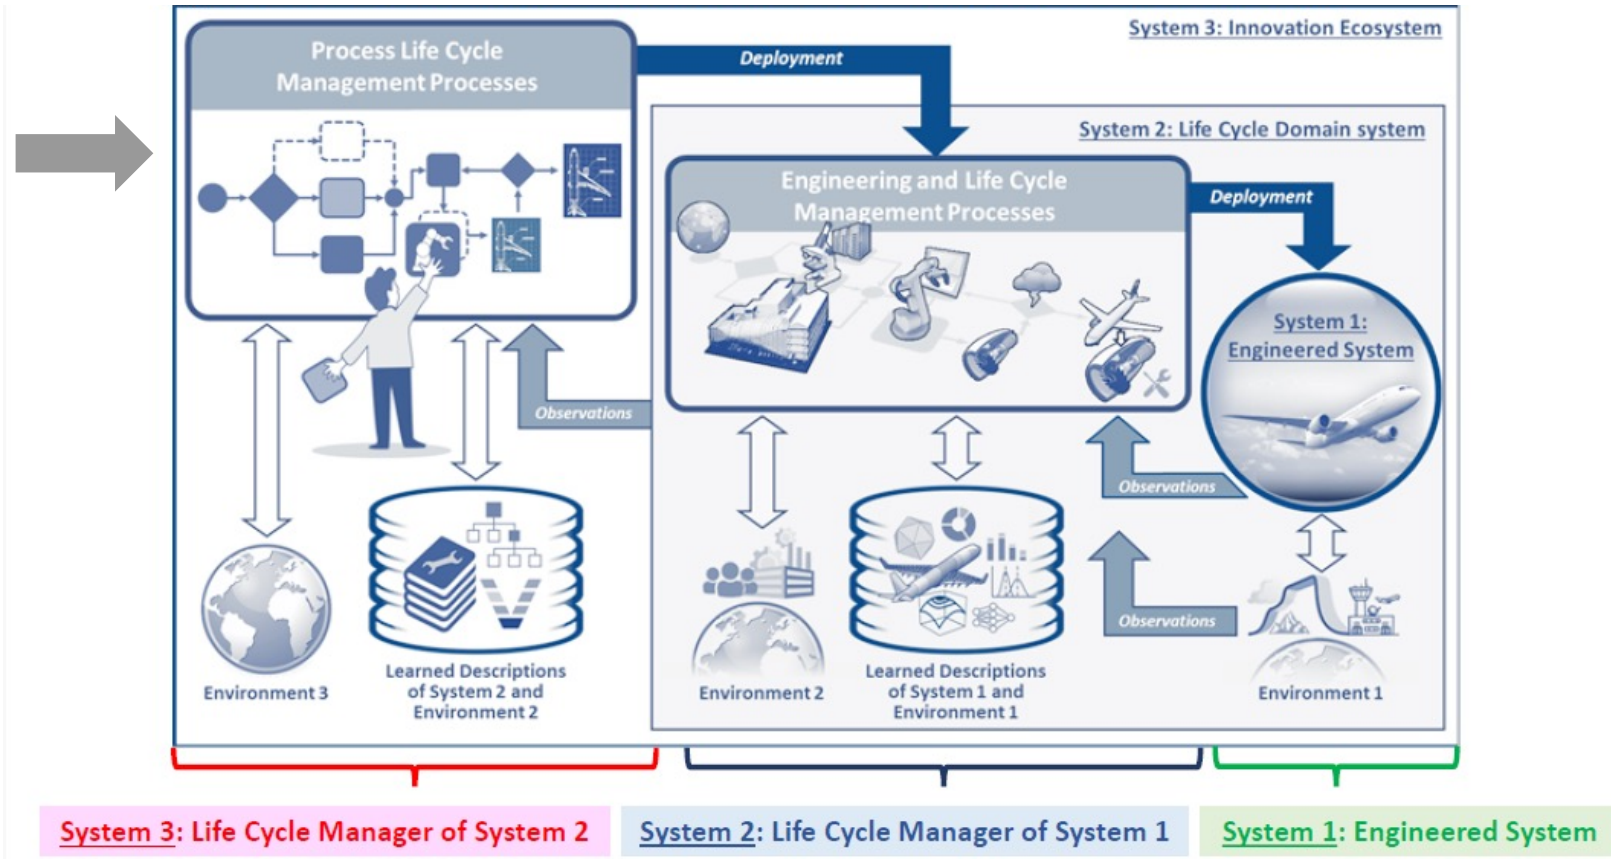 System 3: Innovation Ecosystem
Process Life Cycle
Management Processes
Deployment
System 2: Life Cycle Domain system
Engineering and Life Cycle
Management Processes
Deployment
System 1:
Engineered System
Observations
Observations
Observations
Environment 3
Learned Descriptions
of System 2 and
Environment 2
Environment 2
Learned Descriptions
of System 1 and
Environment 1
Environment 1
System 3: Life Cycle Manager of System 2
System 2: Life Cycle Manager of System 1
System 1: Engineered System